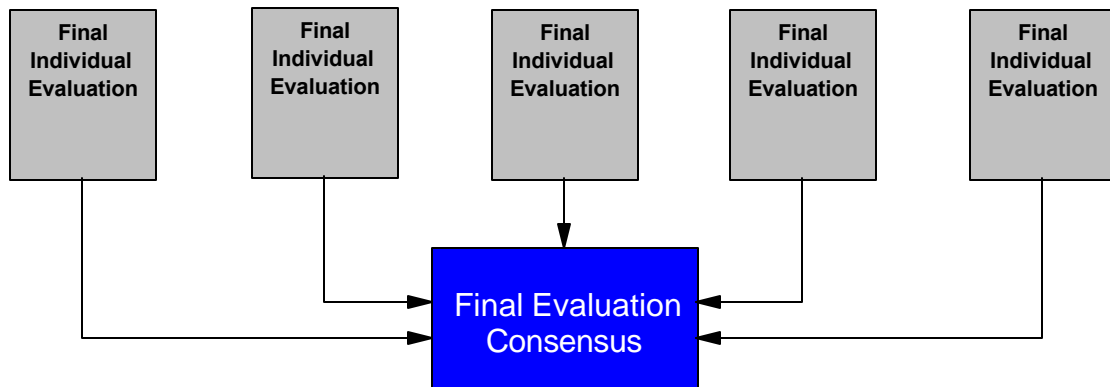 Final
Individual
Evaluation
Final
Individual
Evaluation
Final
Individual
Evaluation
Final
Individual
Evaluation
Final
Individual
Evaluation
Final Evaluation
Consensus